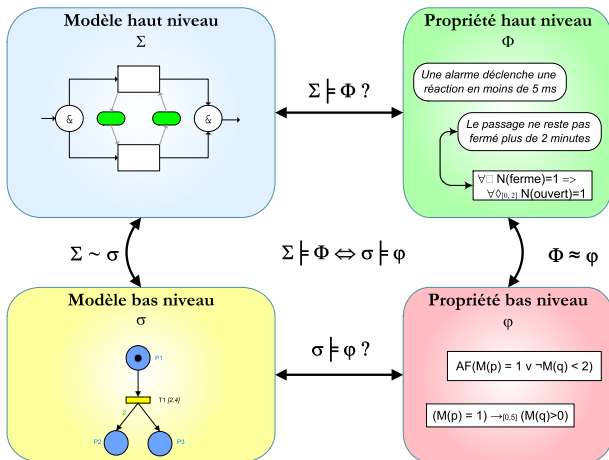 Modèle haut niveau
Σ
&
&
Σ ⊧ Φ ?
Propriété haut niveau
Φ
Une alarme déclenche une
réaction en moins de 5 ms
Le passage ne reste pas
fermé plus de 2 minutes
∀□ N(ferme)=1 =>
∀◊[0, 2] N(ouvert)=1
Σ ~ σ
Σ ⊧ Φ ⇔ σ ⊧ φ
Φ ≈ φ
Modèle bas niveau
σ
P1
T1 [2,4]
2
P2
P3
σ ⊧ φ ?
Propriété bas niveau
φ
AF(M(p) = 1 ∨ ¬M(q) < 2)
(M(p) = 1) →[0,5] (M(q)>0)